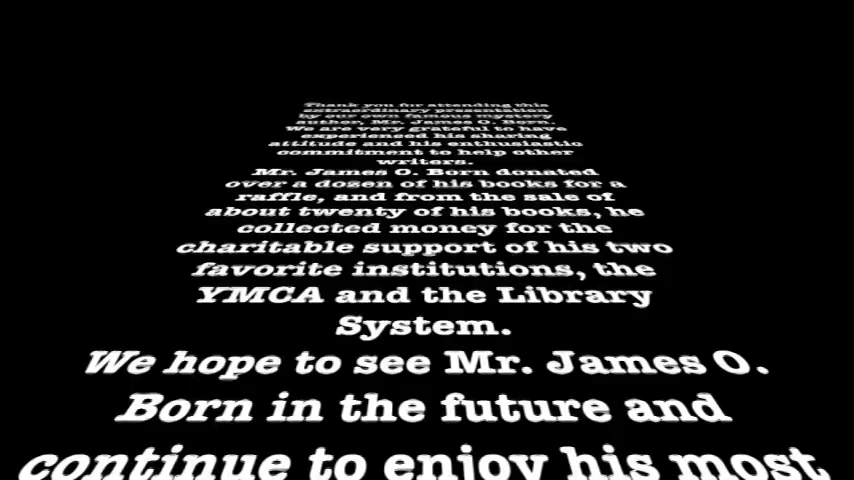 Thank you for attending this
extraordinary presentation
by our own famous mystery
author, Mr. James O. Born.
We are very grateful to have
experienced his sharing
attitude and his enthusiastic
commitment to help other
writers.
Mr. James O. Born donated
over a dozen of his books for a
raffle, and from the sale of
about twenty of his books, he
collected money for the
charitable support of his two
favorite institutions, the
YMCA and the Library
System.
We hope to see Mr. James O.
Born in the future and
continue to enjoy his most